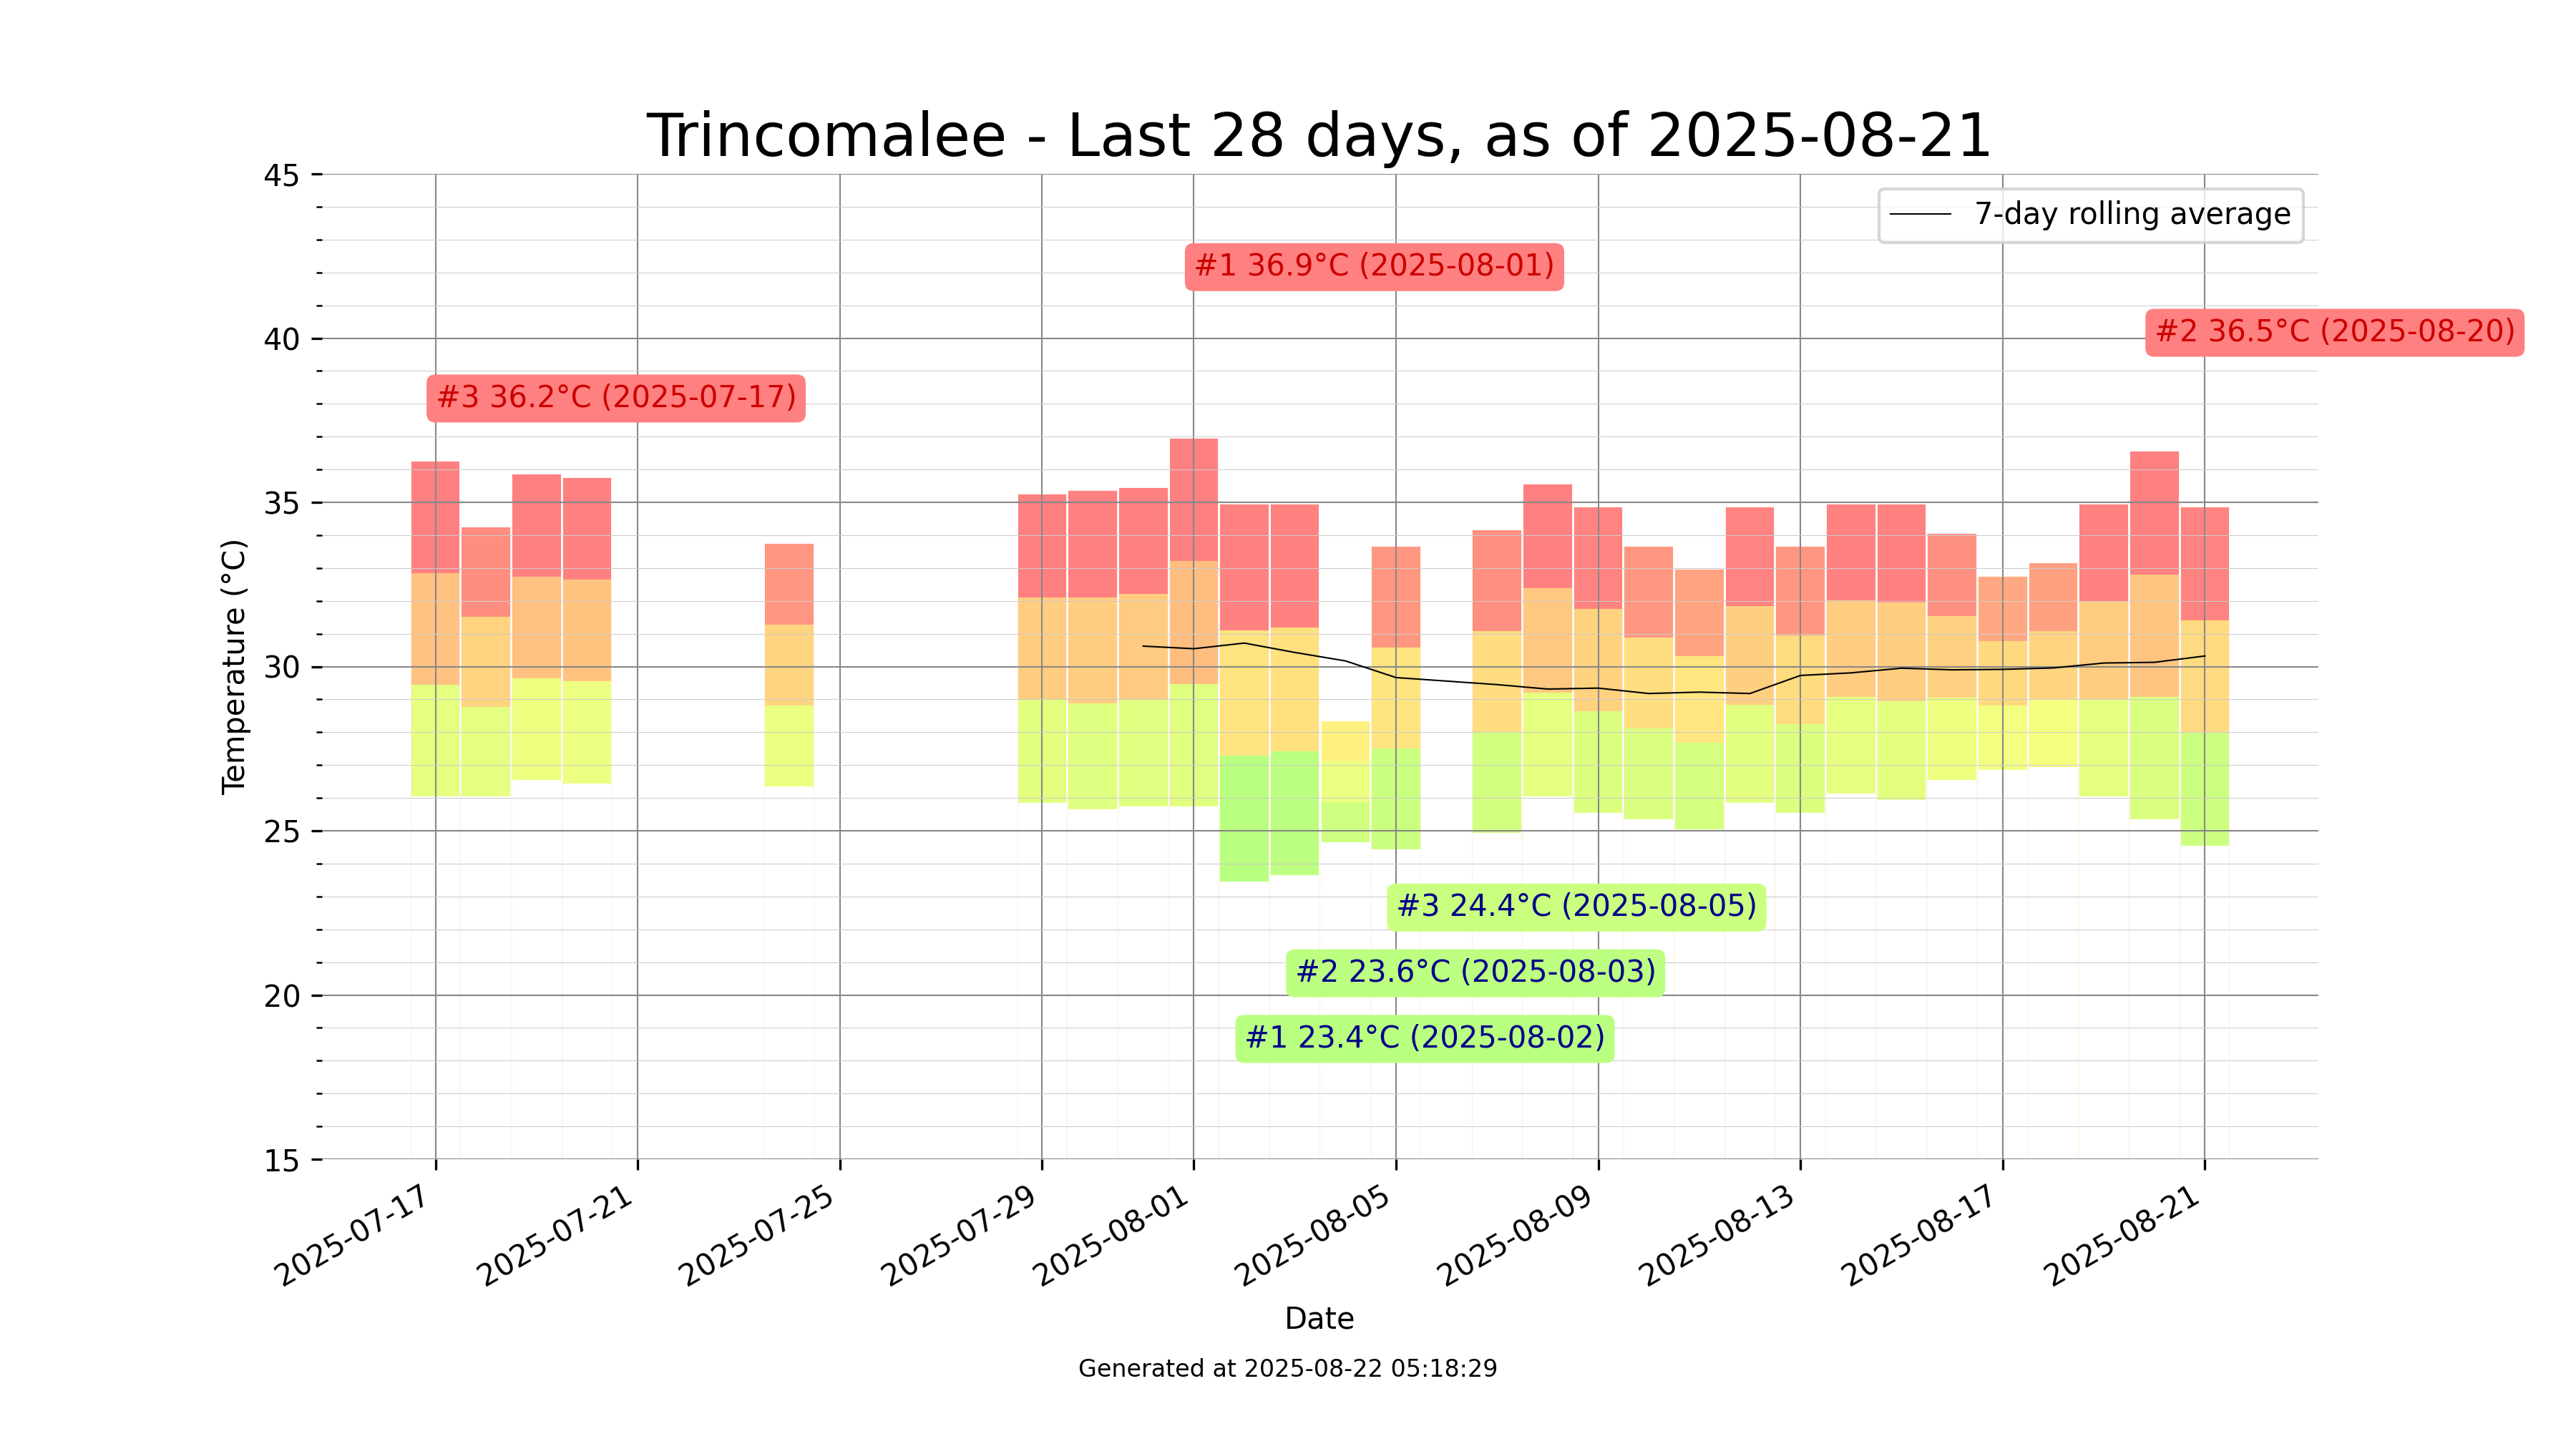 Trincomalee - Last 28 days, as of 2025-08-21
7-day rolling average
#1 36.9°C (2025-08-01)
#2 36.5°C (2025-08-20)
#3 36.2°C (2025-07-17)
#3 24.4°C (2025-08-05)
#2 23.6°C (2025-08-03)
#1 23.4°C (2025-08-02)
Temperature (°C)
45
40
35
30
25
20
15
2025-07-17
2025-07-21
2025-07-25
2025-07-29
2025-08-01
2025-08-05
2025-08-09
2025-08-13
2025-08-17
2025-08-21
Date
Generated at 2025-08-22 05:18:29